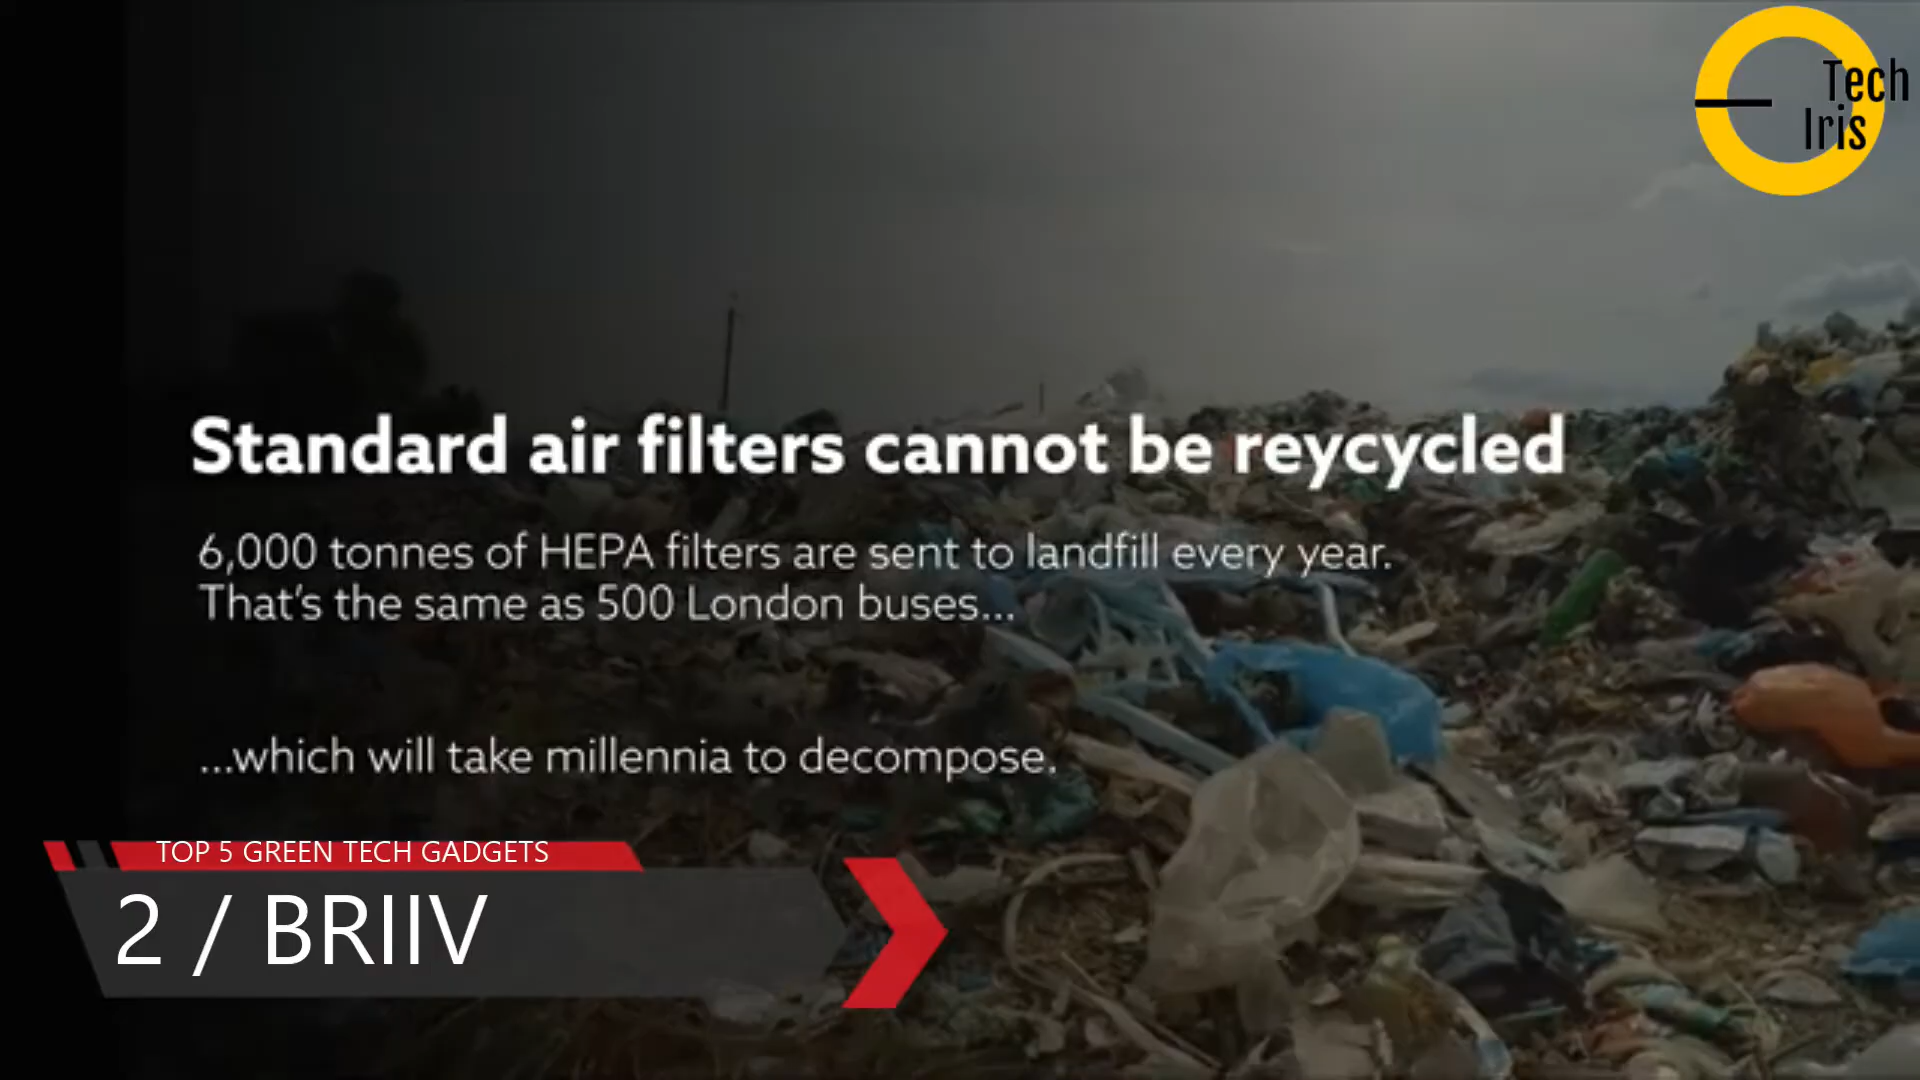 Tech
Iris
Standard air filters cannot be reycycled
6,000 tonnes of HEPA filters are sent to landfill every year.
That's the same as 500 London buses...
...which will take millennia to decompose.
TOP 5 GREEN TECH GADGETS
2 / BRIIV